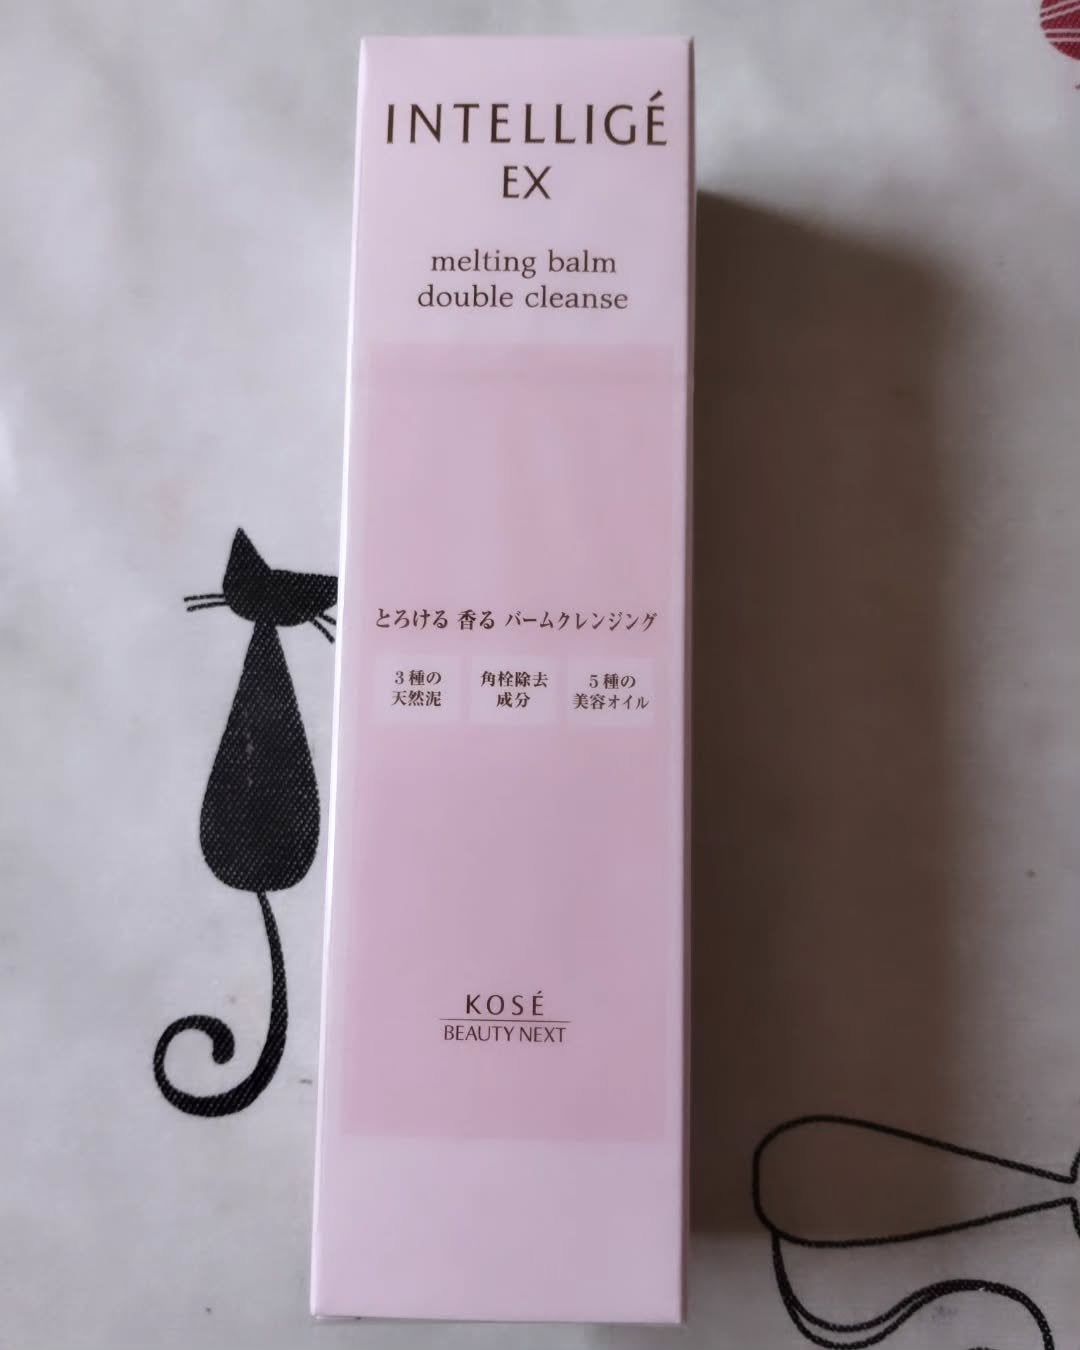 INTELLIGÉ
EX
melting balm
double cleanse
とろける 香る バームクレンジング
3種の
天然泥
角栓除去
成分
5種の
美容オイル
KOSÉ
BEAUTY NEXT